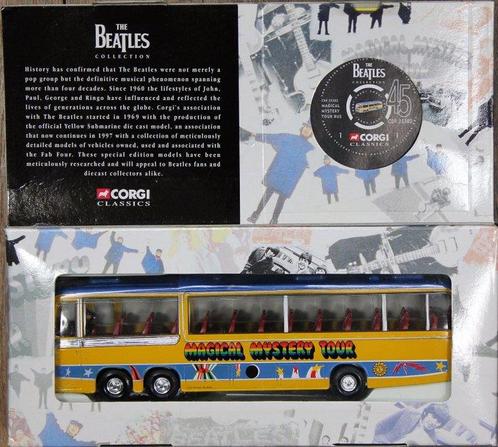 THE
BEATLES
COLLECTION
History has confirmed that The Beatles were not merely a
pop group but the definitive musical phenomenon spanning
more than four decades. Since 1960 the lifestyles of John,
Paul, George and Ringo have influenced and reflected the
lives of generations across the globe. Corgi's association
with The Beatles started in 1969 with the production of
the official Yellow Submarine die cast model, an association
that now continues in 1997 with a collection of meticulously
detailed models of vehicles owned, used and associated with
the Fab Four. These special edition models have been
meticulously researched and will appeal to Beatles fans and
diecast collectors alike.
CORGI
CLASSICS
THE
BEATLES
COLLECTION
MAGICAL
MYSTERY
TOUR BUS
45
1
CORGI
CLASSICS
MAGICAL MYSTERY TOUR